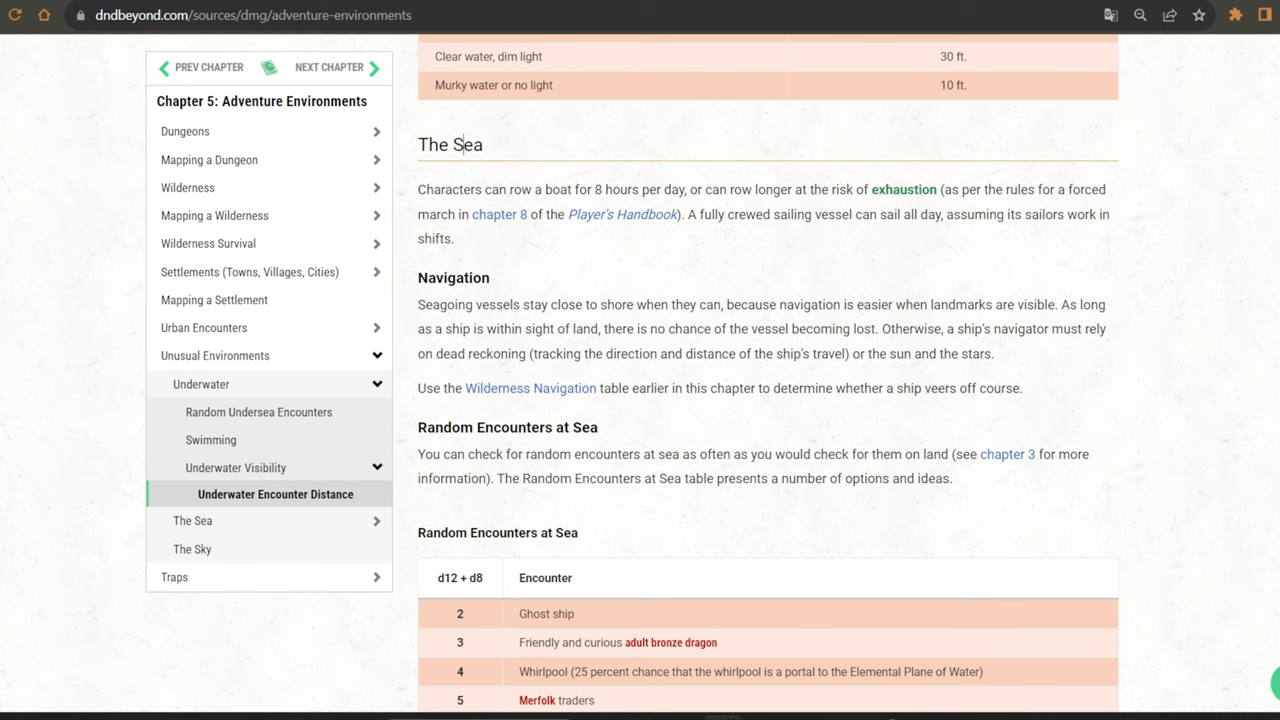 dndbeyond.com/sources/dmg/adventure-environments
PREV CHAPTER
NEXT CHAPTER
Chapter 5: Adventure Environments
Dungeons
Mapping a Dungeon
Wilderness
Mapping a Wilderness
Wilderness Survival
Settlements (Towns, Villages, Cities)
Mapping a Settlement
Urban Encounters
Unusual Environments
Underwater
Random Undersea Encounters
Swimming
Underwater Visibility
Underwater Encounter Distance
The Sea
The Sky
Traps
Clear water, dim light 30 ft.
Murky water or no light 10 ft.
The Sea
Characters can row a boat for 8 hours per day, or can row longer at the risk of exhaustion (as per the rules for a forced
march in chapter 8 of the Player's Handbook). A fully crewed sailing vessel can sail all day, assuming its sailors work in
shifts.
Navigation
Seagoing vessels stay close to shore when they can, because navigation is easier when landmarks are visible. As long
as a ship is within sight of land, there is no chance of the vessel becoming lost. Otherwise, a ship's navigator must rely
on dead reckoning (tracking the direction and distance of the ship's travel) or the sun and the stars.
Use the Wilderness Navigation table earlier in this chapter to determine whether a ship veers off course.
Random Encounters at Sea
You can check for random encounters at sea as often as you would check for them on land (see chapter 3 for more
information). The Random Encounters at Sea table presents a number of options and ideas.
Random Encounters at Sea
d12 + d8 Encounter
2 Ghost ship
3 Friendly and curious adult bronze dragon
4 Whirlpool (25 percent chance that the whirlpool is a portal to the Elemental Plane of Water)
5 Merfolk traders